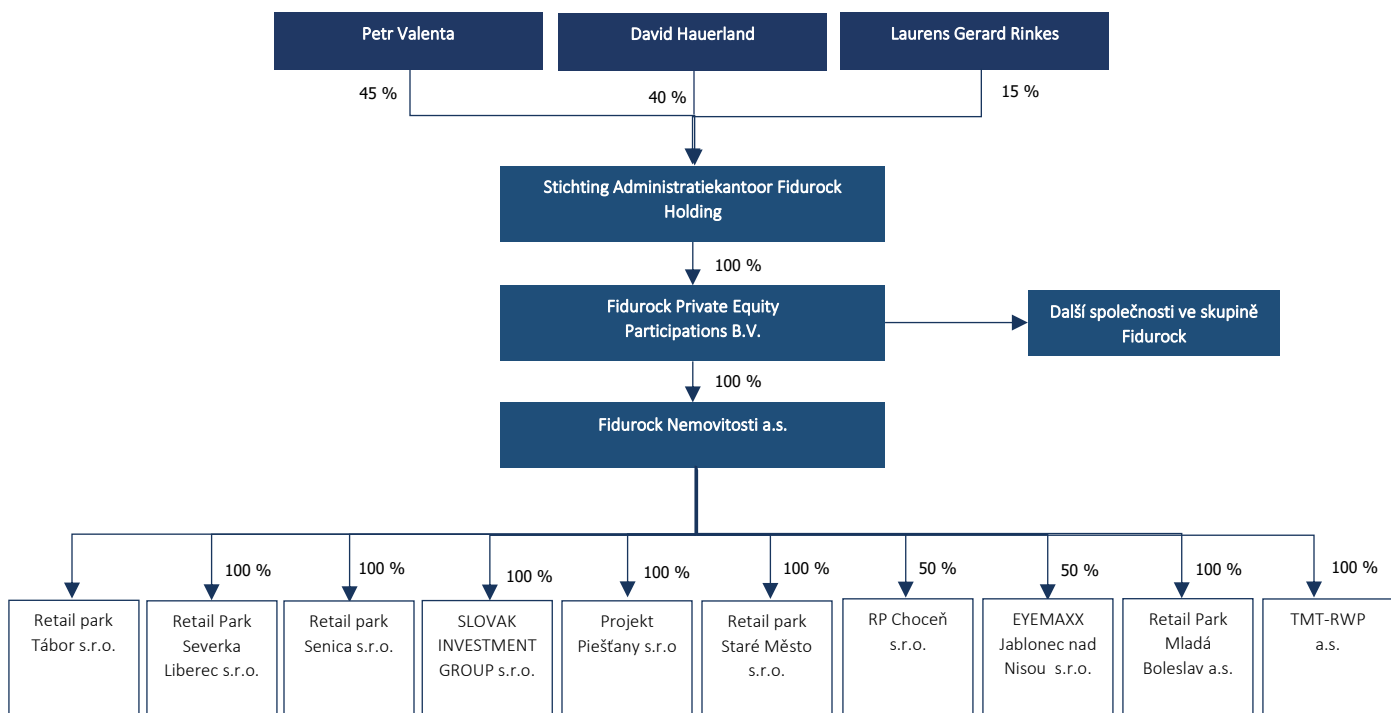 Petr Valenta
David Hauerland
Laurens Gerard Rinkes
45 %
40 %
15 %
Stichting Administratiekantoor Fidurock
Holding
100 %
Fidurock Private Equity
Participations B.V.
Další společnosti ve skupině
Fidurock
100 %
Fidurock Nemovitosti a.s.
100 %
100 %
100 %
100 %
100 %
50 %
50 %
100 %
100 %
Retail park
Tábor s.r.o.
Retail Park
Severka
Liberec s.r.o.
Retail park
Senica s.r.o.
SLOVAK
INVESTMENT
GROUP s.r.o.
Projekt
Piešťany s.r.o
Retail park
Staré Město
s.r.o.
RP Choceň
s.r.o.
EYEMAXX
Jablonec nad
Nisou s.r.o.
Retail Park
Mladá
Boleslav a.s.
TMT-RWP
a.s.